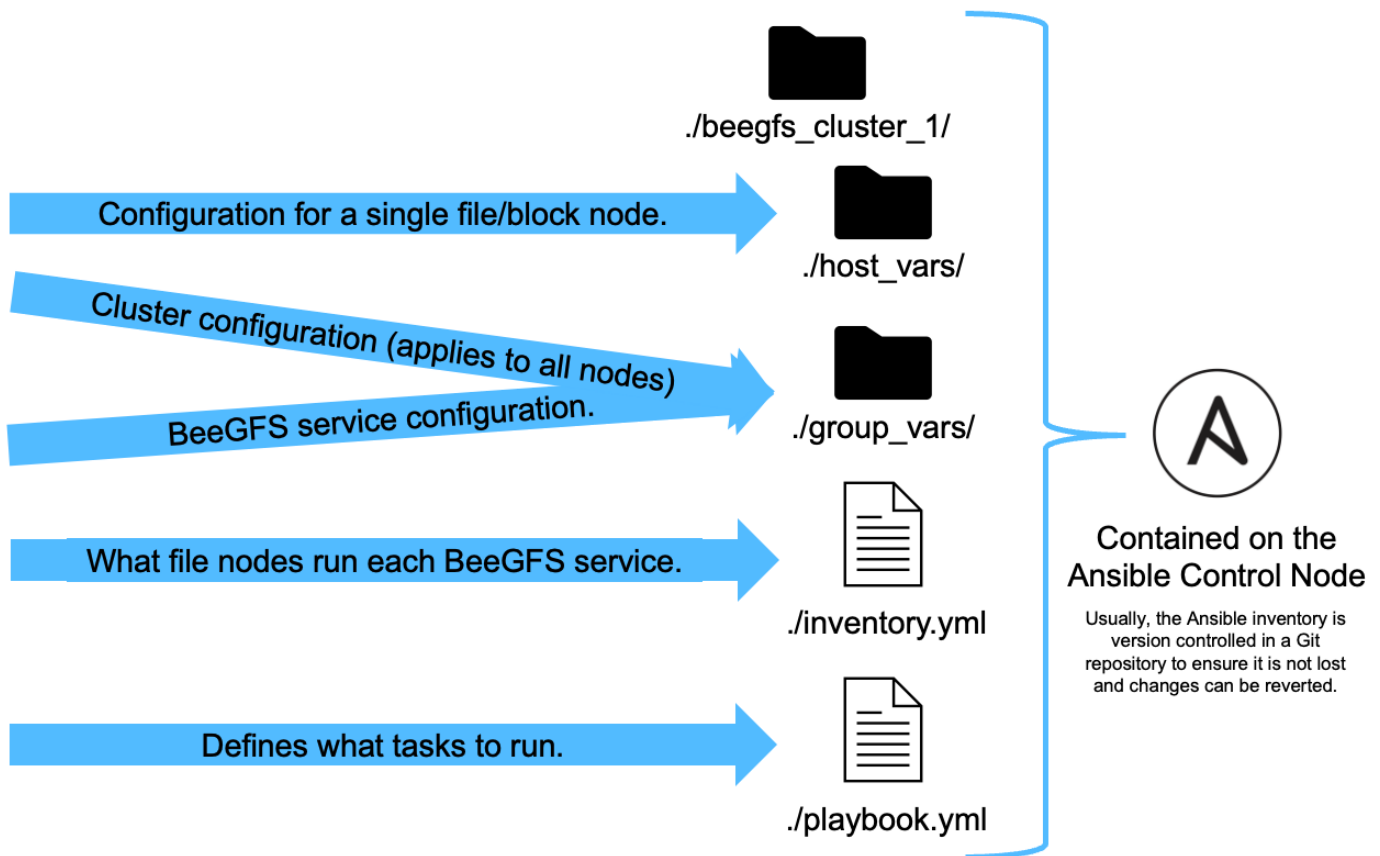 ./beegfs_cluster_1/
Configuration for a single file/block node.
./host_vars/
Cluster configuration (applies to all nodes)
BeeGFS service configuration.
./group_vars/
What file nodes run each BeeGFS service.
./inventory.yml
Defines what tasks to run.
./playbook.yml
Contained on the
Ansible Control Node
Usually, the Ansible inventory is
version controlled in a Git
repository to ensure it is not lost
and changes can be reverted.